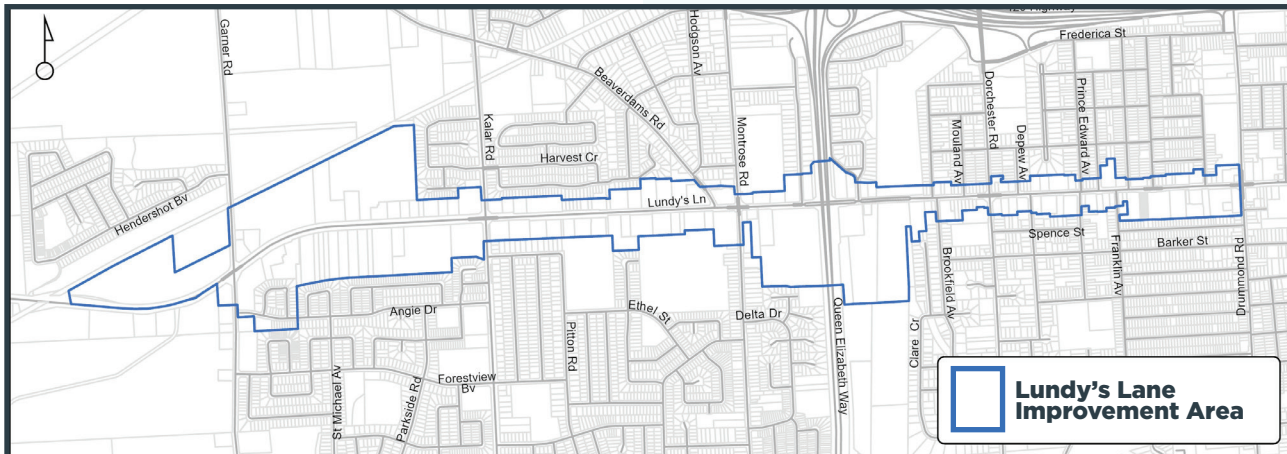 420 Highway
Frederica St
Garner Rd
Hodgson Av
Beaverdams Rd
Kalar Rd
Harvest Cr
Montrose Rd
Mouland Av
Dorchester Rd
Depew Av
Prince Edward Av
Hendershot Bv
Lundy's Ln
Spence St
Barker St
Franklin Av
Drummond Rd
Brookfield Av
Angie Dr
Ethel St
Delta Dr
Queen Elizabeth Way
Clare Cr
Pitton Rd
Forestview
Bv
St Michael Av
Parkside Rd
Lundy's Lane
Improvement Area